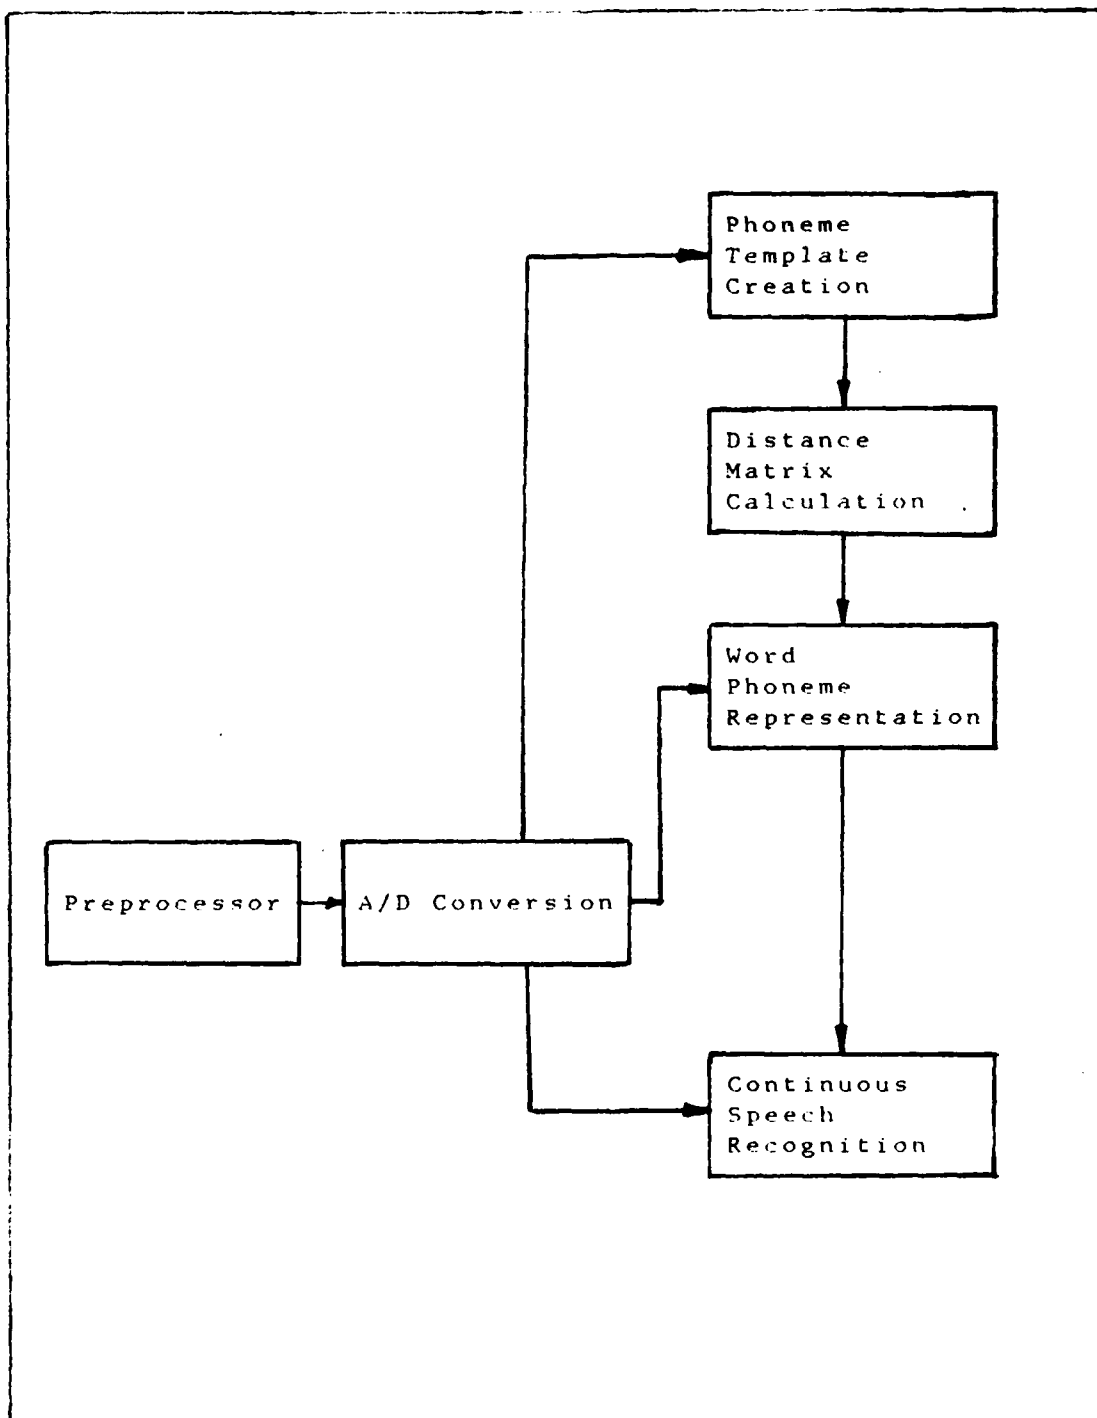 Phoneme
Template
Creation
Distance
Matrix
Calculation
Word
Phoneme
Representation
Preprocessor
A/D Conversion
Continuous
Speech
Recognition